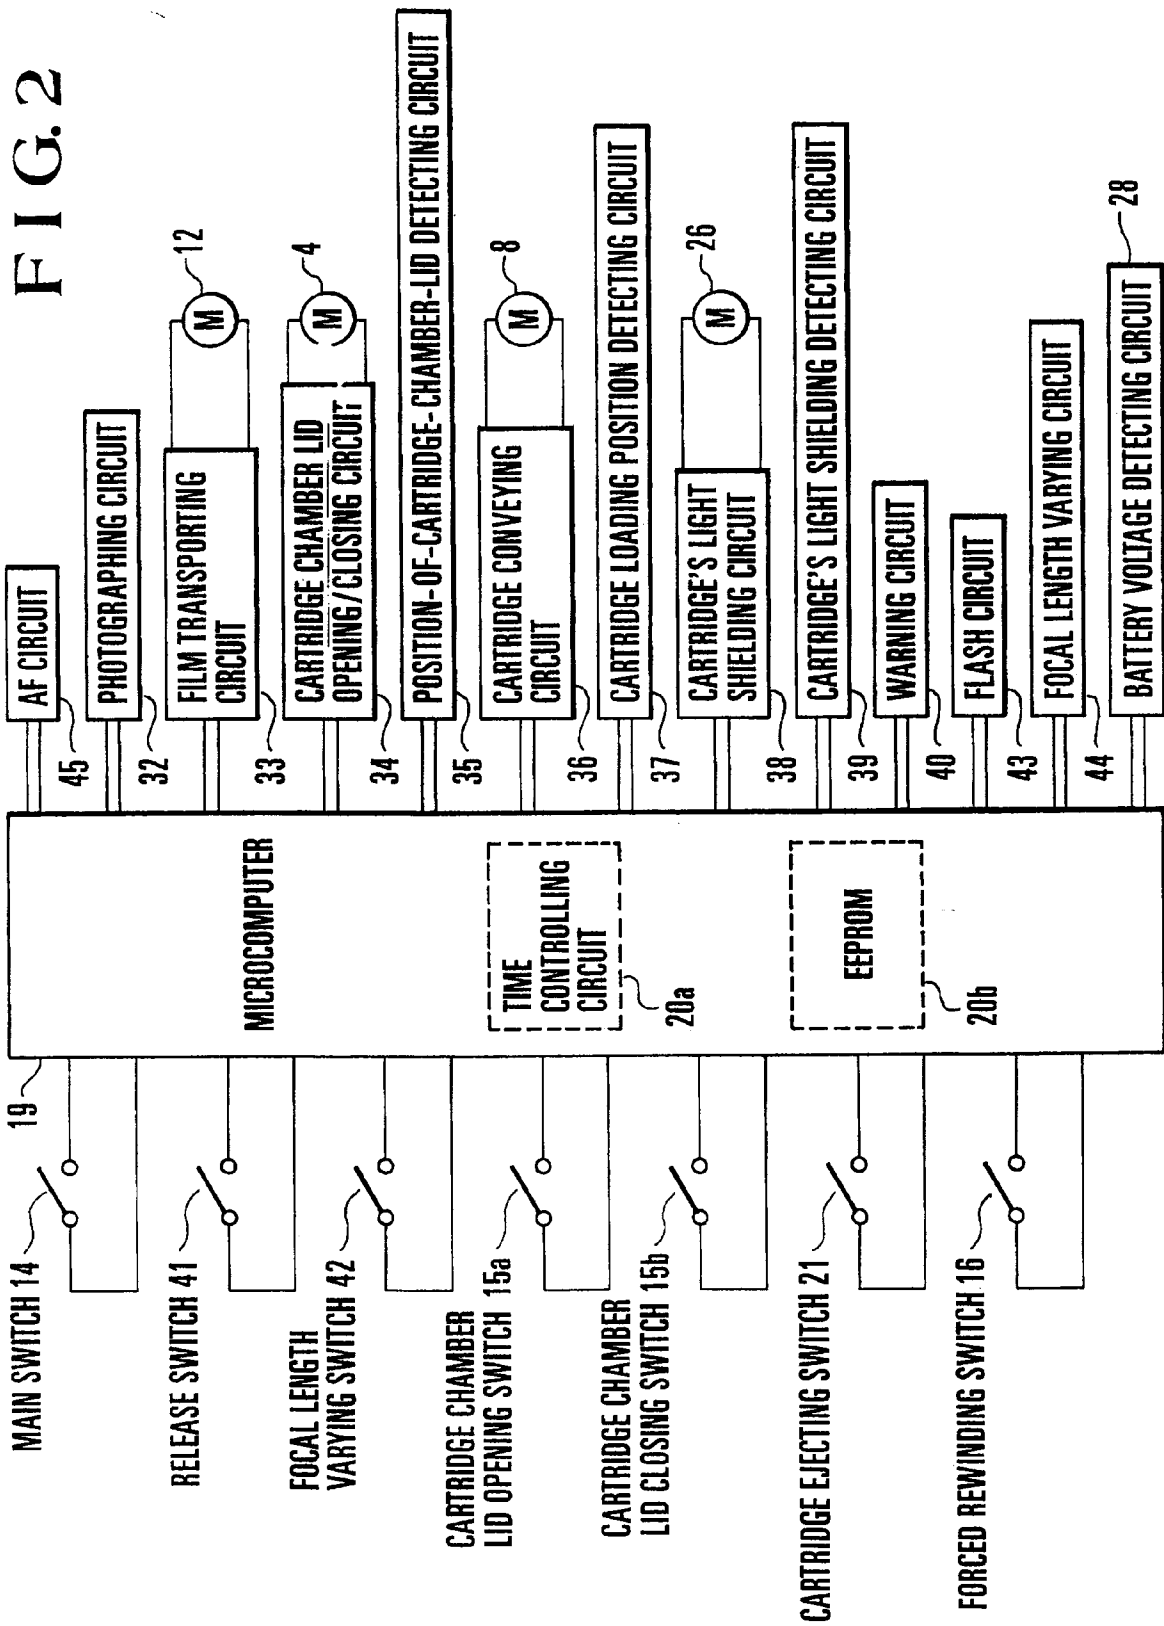 FIG. 2
MAIN SWITCH 14
RELEASE SWITCH 41
FOCAL LENGTH
VARYING SWITCH 42
CARTRIDGE CHAMBER
LID OPENING SWITCH 15a
CARTRIDGE CHAMBER
LID CLOSING SWITCH 15b
CARTRIDGE EJECTING SWITCH 21
FORCED REWINDING SWITCH 16
19
MICROCOMPUTER
TIME
CONTROLLING
CIRCUIT
20a
EEPROM
20b
AF CIRCUIT
45
PHOTOGRAPHING CIRCUIT
32
FILM TRANSPORTING
CIRCUIT
33
M
12
CARTRIDGE CHAMBER LID
OPENING/CLOSING CIRCUIT
34
M
4
POSITION-OF-CARTRIDGE-CHAMBER-LID DETECTING CIRCUIT
35
CARTRIDGE CONVEYING
CIRCUIT
36
M
8
CARTRIDGE LOADING POSITION DETECTING CIRCUIT
37
CARTRIDGE'S LIGHT
SHIELDING CIRCUIT
38
M
26
CARTRIDGE'S LIGHT SHIELDING DETECTING CIRCUIT
39
WARNING CIRCUIT
40
FLASH CIRCUIT
43
FOCAL LENGTH VARYING CIRCUIT
44
BATTERY VOLTAGE DETECTING CIRCUIT
28